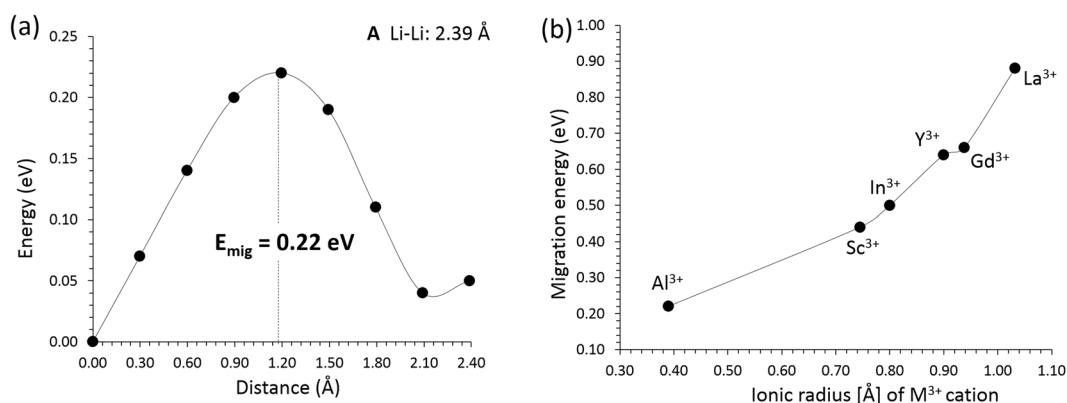 (a)
A Li-Li: 2.39 Å
0.25
0.20
0.15
0.10
0.05
0.00
Energy (eV)
E_mig = 0.22 eV
0.00 0.30 0.60 0.90 1.20 1.50 1.80 2.10 2.40
Distance (Å)
(b)
1.00
0.90
0.80
0.70
0.60
0.50
0.40
0.30
0.20
0.10
Migration energy (eV)
La³⁺
Y³⁺
Gd³⁺
In³⁺
Sc³⁺
Al³⁺
0.30 0.40 0.50 0.60 0.70 0.80 0.90 1.00 1.10
Ionic radius [Å] of M³⁺ cation